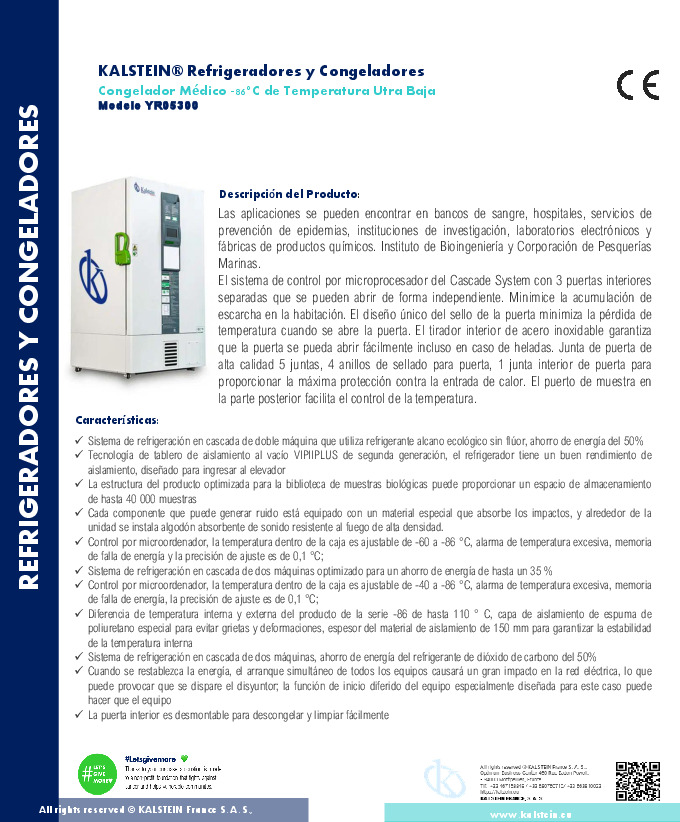 REFRIGERADORES Y CONGELADORES
KALSTEIN® Refrigeradores y Congeladores
Congelador Médico -86°C de Temperatura Utra Baja
Modelo YR05300
CE
Kalstein
Descripción del Producto:
Las aplicaciones se pueden encontrar en bancos de sangre, hospitales, servicios de
prevención de epidemias, instituciones de investigación, laboratorios electrónicos y
fábricas de productos químicos. Instituto de Bioingeniería y Corporación de Pesquerías
Marinas.
El sistema de control por microprocesador del Cascade System con 3 puertas interiores
separadas que se pueden abrir de forma independiente. Minimice la acumulación de
escarcha en la habitación. El diseño único del sello de la puerta minimiza la pérdida de
temperatura cuando se abre la puerta. El tirador interior de acero inoxidable garantiza
que la puerta se pueda abrir fácilmente incluso en caso de heladas. Junta de puerta de
alta calidad 5 juntas, 4 anillos de sellado para puerta, 1 junta interior de puerta para
proporcionar la máxima protección contra la entrada de calor. El puerto de muestra en
la parte posterior facilita el control de la temperatura.
Características:
✓ Sistema de refrigeración en cascada de doble máquina que utiliza refrigerante alcano ecológico sin flúor, ahorro de energía del 50%
✓ Tecnología de tablero de aislamiento al vacío VIPIIPLUS de segunda generación, el refrigerador tiene un buen rendimiento de
aislamiento, diseñado para ingresar al elevador
✓ La estructura del producto optimizada para la biblioteca de muestras biológicas puede proporcionar un espacio de almacenamiento
de hasta 40 000 muestras
✓ Cada componente que puede generar ruido está equipado con un material especial que absorbe los impactos, y alrededor de la
unidad se instala algodón absorbente de sonido resistente al fuego de alta densidad.
✓ Control por microordenador, la temperatura dentro de la caja es ajustable de -60 a -86 °C, alarma de temperatura excesiva, memoria
de falla de energía y la precisión de ajuste es de 0,1 °C;
✓ Sistema de refrigeración en cascada de dos máquinas optimizado para un ahorro de energía de hasta un 35 %
✓ Control por microordenador, la temperatura dentro de la caja es ajustable de -40 a -86 °C, alarma de temperatura excesiva, memoria
de falla de energía, la precisión de ajuste es de 0,1 °C;
✓ Diferencia de temperatura interna y externa del producto de la serie -86 de hasta 110 ° C, capa de aislamiento de espuma de
poliuretano especial para evitar grietas y deformaciones, espesor del material de aislamiento de 150 mm para garantizar la estabilidad
de la temperatura interna
✓ Sistema de refrigeración en cascada de dos máquinas, ahorro de energía del refrigerante de dióxido de carbono del 50%
✓ Cuando se restablezca la energía, el arranque simultáneo de todos los equipos causará un gran impacto en la red eléctrica, lo que
puede provocar que se dispare el disyuntor; la función de inicio diferido del equipo especialmente diseñada para este caso puede
hacer que el equipo
✓ La puerta interior es desmontable para descongelar y limpiar fácilmente
# LET'S
GIVE
MORE
#Letsgivemore
All rights reserved ® KALSTEIN France S.A.S.,
KALSTEIN FRANCE, S. A. S
All rights reserved © KALSTEIN France S.A.S.,
www.kalstein.eu